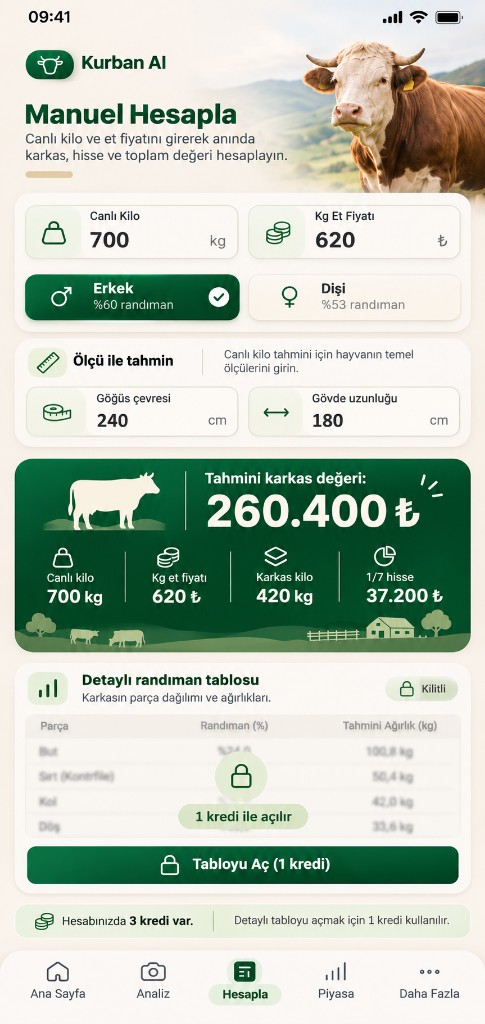 09:41
Kurban AI
Manuel Hesapla
Canlı kilo ve et fiyatını girerek anında
karkas, hisse ve toplam değeri hesaplayın.
Canlı Kilo
700 kg
Kg Et Fiyatı
620 ₺
Erkek
%60 randıman
Dişi
%53 randıman
Ölçü ile tahmin
Canlı kilo tahmini için hayvanın temel
ölçülerini girin.
Göğüs çevresi
240 cm
Gövde uzunluğu
180 cm
Tahmini karkas değeri:
260.400 ₺
Canlı kilo
700 kg
Kg et fiyatı
620 ₺
Karkas kilo
420 kg
1/7 hisse
37.200 ₺
Detaylı randıman tablosu
Karkasın parça dağılımı ve ağırlıkları.
Kilitli
Parça Randıman (%) Tahmini Ağırlık (kg)
But 100,8 kg
Sırt (Kontrfile) 50,4 kg
Kol 42,0 kg
Döş 33,6 kg
1 kredi ile açılır
Tabloyu Aç (1 kredi)
Hesabınızda 3 kredi var.
Detaylı tabloyu açmak için 1 kredi kullanılır.
Ana Sayfa
Analiz
Hesapla
Piyasa
Daha Fazla